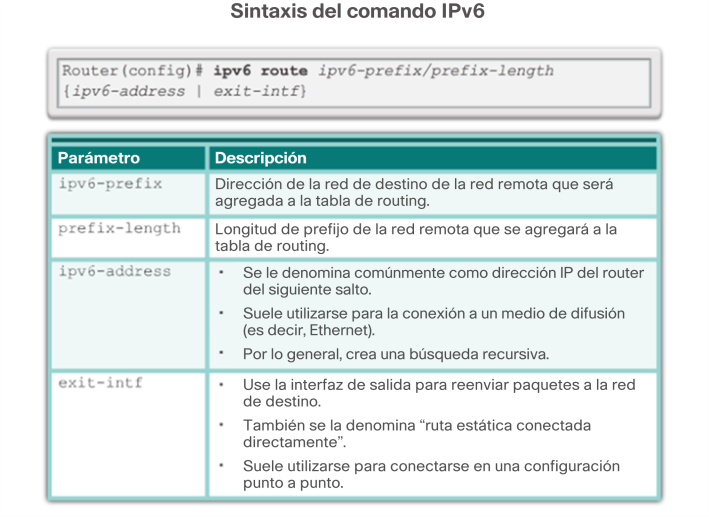 Sintaxis del comando IPv6
Router(config)# ipv6 route ipv6-prefix/prefix-length
{ipv6-address | exit-intf}
Parámetro Descripción
ipv6-prefix Dirección de la red de destino de la red remota que será
agregada a la tabla de routing.
prefix-length Longitud de prefijo de la red remota que se agregará a la
tabla de routing.
ipv6-address • Se le denomina comúnmente como dirección IP del router
del siguiente salto.
• Suele utilizarse para la conexión a un medio de difusión
(es decir, Ethernet).
• Por lo general, crea una búsqueda recursiva.
exit-intf • Use la interfaz de salida para reenviar paquetes a la red
de destino.
• También se la denomina “ruta estática conectada
directamente”.
• Suele utilizarse para conectarse en una configuración
punto a punto.